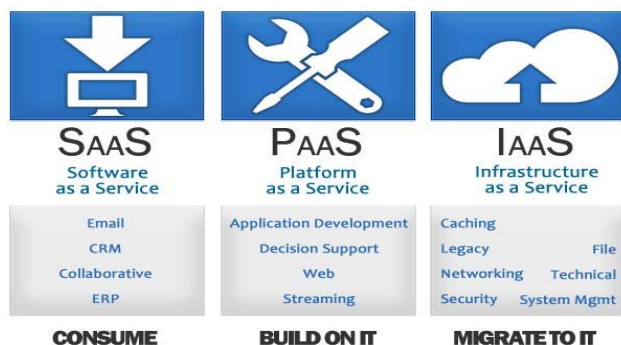 SAAS
Software
as a Service
Email
CRM
Collaborative
ERP
CONSUME
PAAS
Platform
as a Service
Application Development
Decision Support
Web
Streaming
BUILD ON IT
IAAS
Infrastructure
as a Service
Caching
Legacy File
Networking Technical
Security System Mgmt
MIGRATE TO IT